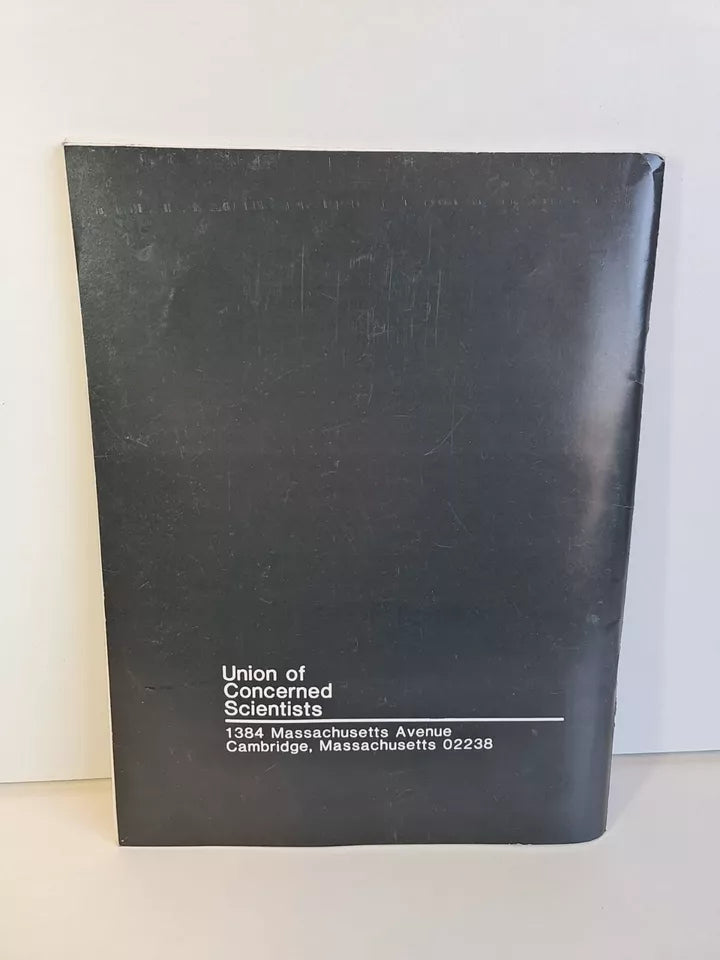 Union of
Concerned
Scientists
1384 Massachusetts Avenue
Cambridge, Massachusetts 02238